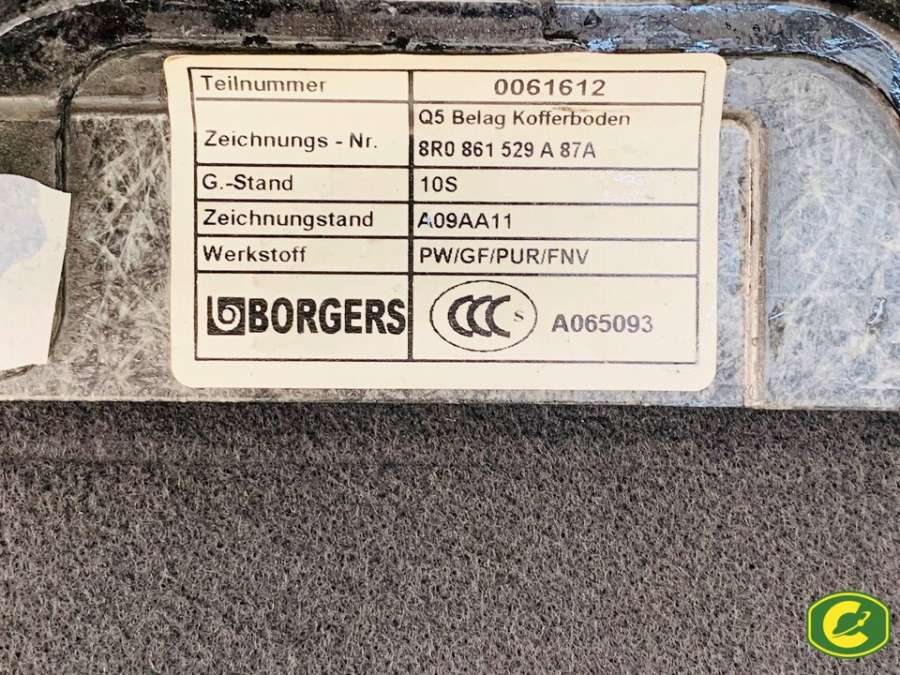 Teilnummer 0061612
Zeichnungs - Nr. Q5 Belag Kofferboden
8R0 861 529 A 87A
G.-Stand 10S
Zeichnungstand A09AA11
Werkstoff PW/GF/PUR/FNV
BORGERS CCC S A065093
C